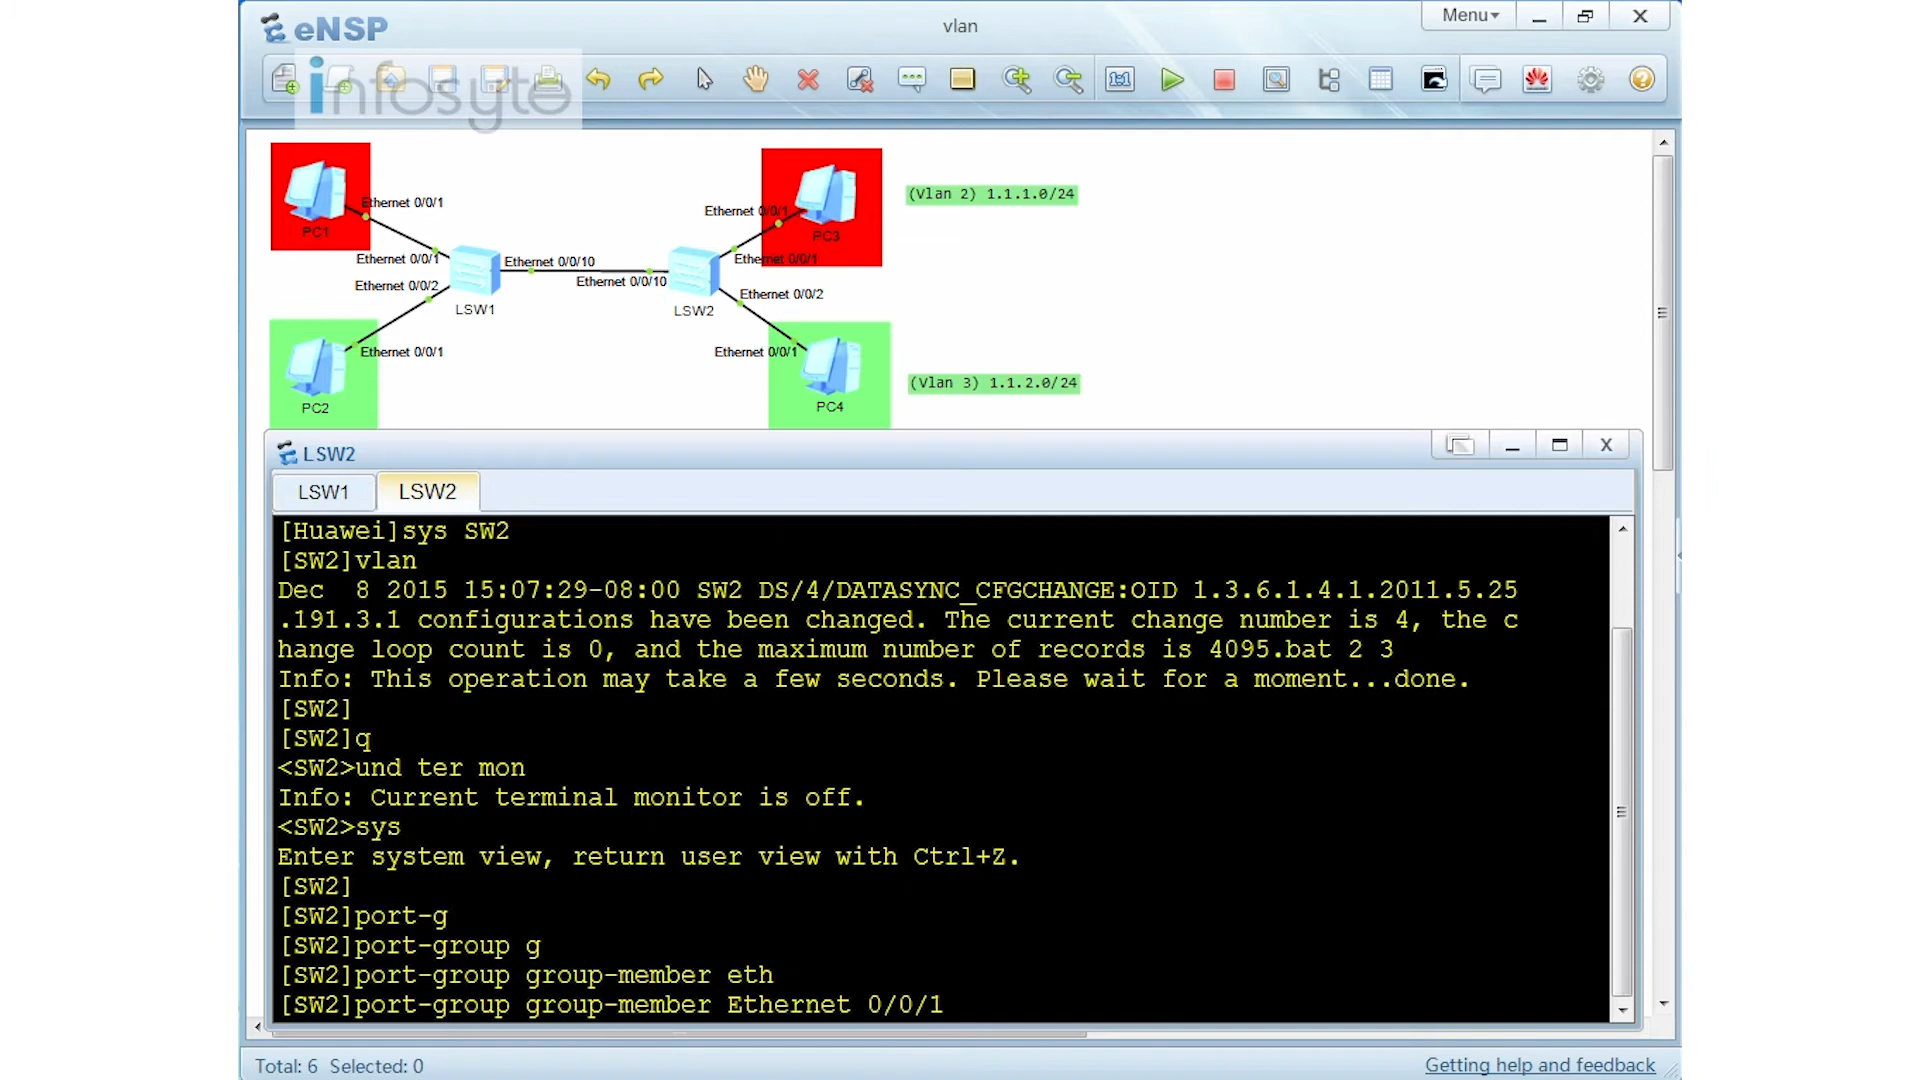 eNSP
vlan
Menu
infosyte
1:1
PC1
Ethernet 0/0/1
Ethernet 0/0/1
Ethernet 0/0/2
Ethernet 0/0/1
PC2
LSW1
Ethernet 0/0/10
Ethernet 0/0/10
LSW2
Ethernet 0/0/1
PC3
Ethernet 0/0/1
Ethernet 0/0/2
Ethernet 0/0/1
PC4
(Vlan 2) 1.1.1.0/24
(Vlan 3) 1.1.2.0/24
LSW2
LSW1
LSW2
[Huawei]sys SW2
[SW2]vlan
Dec  8 2015 15:07:29-08:00 SW2 DS/4/DATASYNC_CFGCHANGE:OID 1.3.6.1.4.1.2011.5.25
.191.3.1 configurations have been changed. The current change number is 4, the c
hange loop count is 0, and the maximum number of records is 4095.bat 2 3
Info: This operation may take a few seconds. Please wait for a moment...done.
[SW2]
[SW2]q
<SW2>und ter mon
Info: Current terminal monitor is off.
<SW2>sys
Enter system view, return user view with Ctrl+Z.
[SW2]
[SW2]port-g
[SW2]port-group g
[SW2]port-group group-member eth
[SW2]port-group group-member Ethernet 0/0/1
Total: 6 Selected: 0
Getting help and feedback